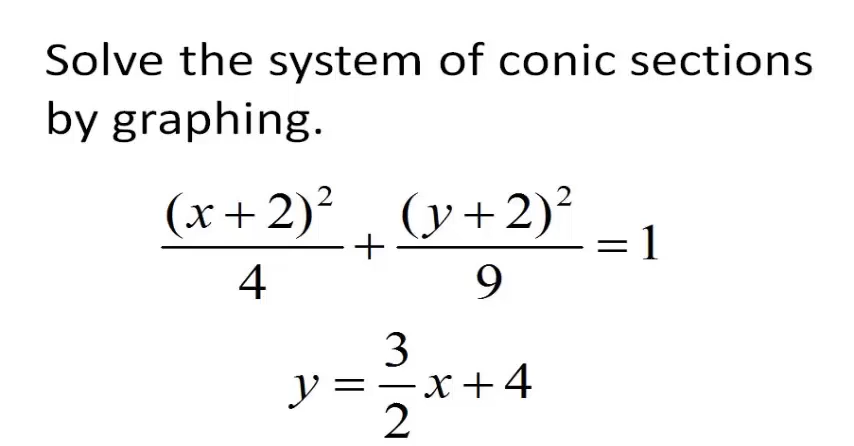 Solve the system of conic sections
by graphing.
(x + 2)²/4 + (y + 2)²/9 = 1
y = 3/2 x + 4